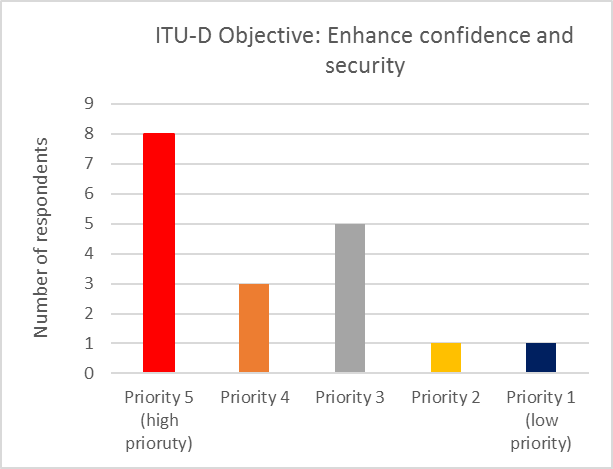 ITU-D Objective: Enhance confidence and
security
Number of respondents
9
8
7
6
5
4
3
2
1
0
Priority 5
(high
prioruty)
Priority 4
Priority 3
Priority 2
Priority 1
(low
priority)